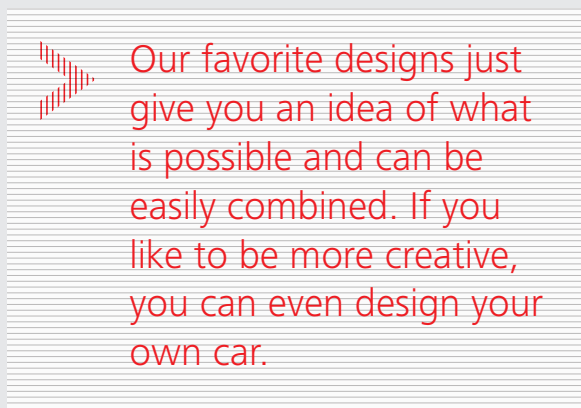 Our favorite designs just
give you an idea of what
is possible and can be
easily combined. If you
like to be more creative,
you can even design your
own car.